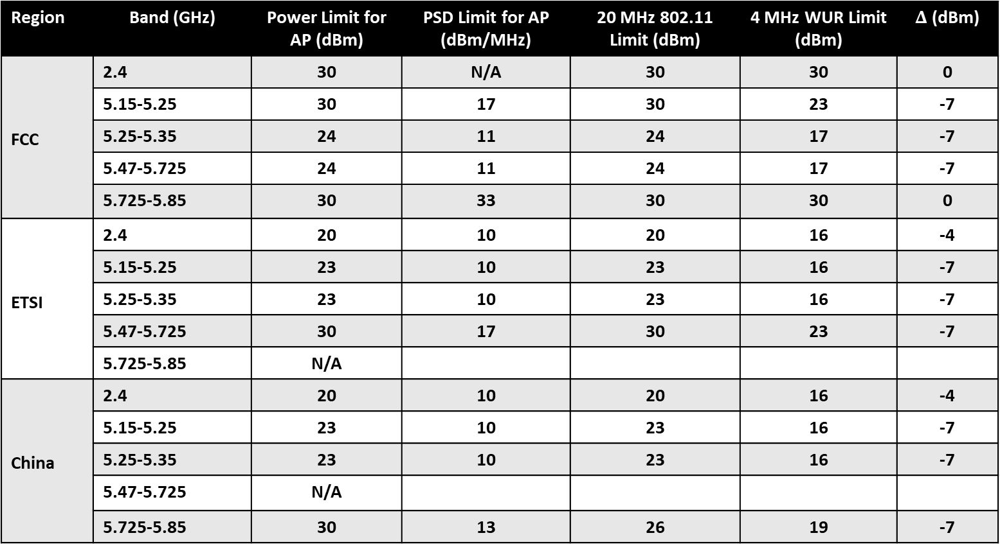 Region Band (GHz) Power Limit for AP (dBm) PSD Limit for AP (dBm/MHz) 20 MHz 802.11 Limit (dBm) 4 MHz WUR Limit (dBm) Δ (dBm)
FCC
2.4 30 N/A 30 30 0
5.15-5.25 30 17 30 23 -7
5.25-5.35 24 11 24 17 -7
5.47-5.725 24 11 24 17 -7
5.725-5.85 30 33 30 30 0
ETSI
2.4 20 10 20 16 -4
5.15-5.25 23 10 23 16 -7
5.25-5.35 23 10 23 16 -7
5.47-5.725 30 17 30 23 -7
5.725-5.85 N/A
China
2.4 20 10 20 16 -4
5.15-5.25 23 10 23 16 -7
5.25-5.35 23 10 23 16 -7
5.47-5.725 N/A
5.725-5.85 30 13 26 19 -7